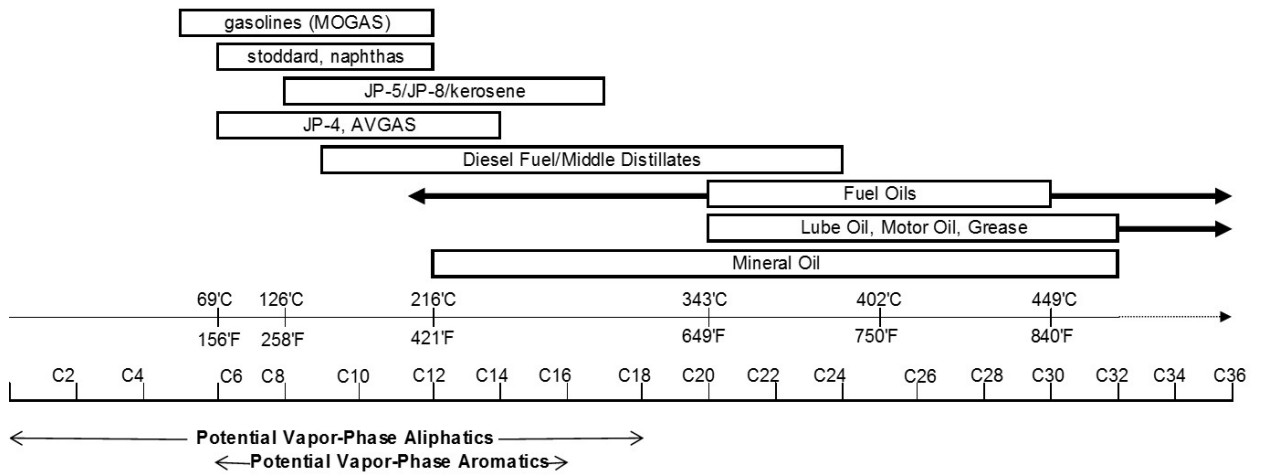 gasolines (MOGAS)
stoddard, naphthas
JP-5/JP-8/kerosene
JP-4, AVGAS
Diesel Fuel/Middle Distillates
Fuel Oils
Lube Oil, Motor Oil, Grease
Mineral Oil
69'C 126'C 216'C 343'C 402'C 449'C
156'F 258'F 421'F 649'F 750'F 840'F
C2 C4 C6 C8 C10 C12 C14 C16 C18 C20 C22 C24 C26 C28 C30 C32 C34 C36
Potential Vapor-Phase Aliphatics
Potential Vapor-Phase Aromatics